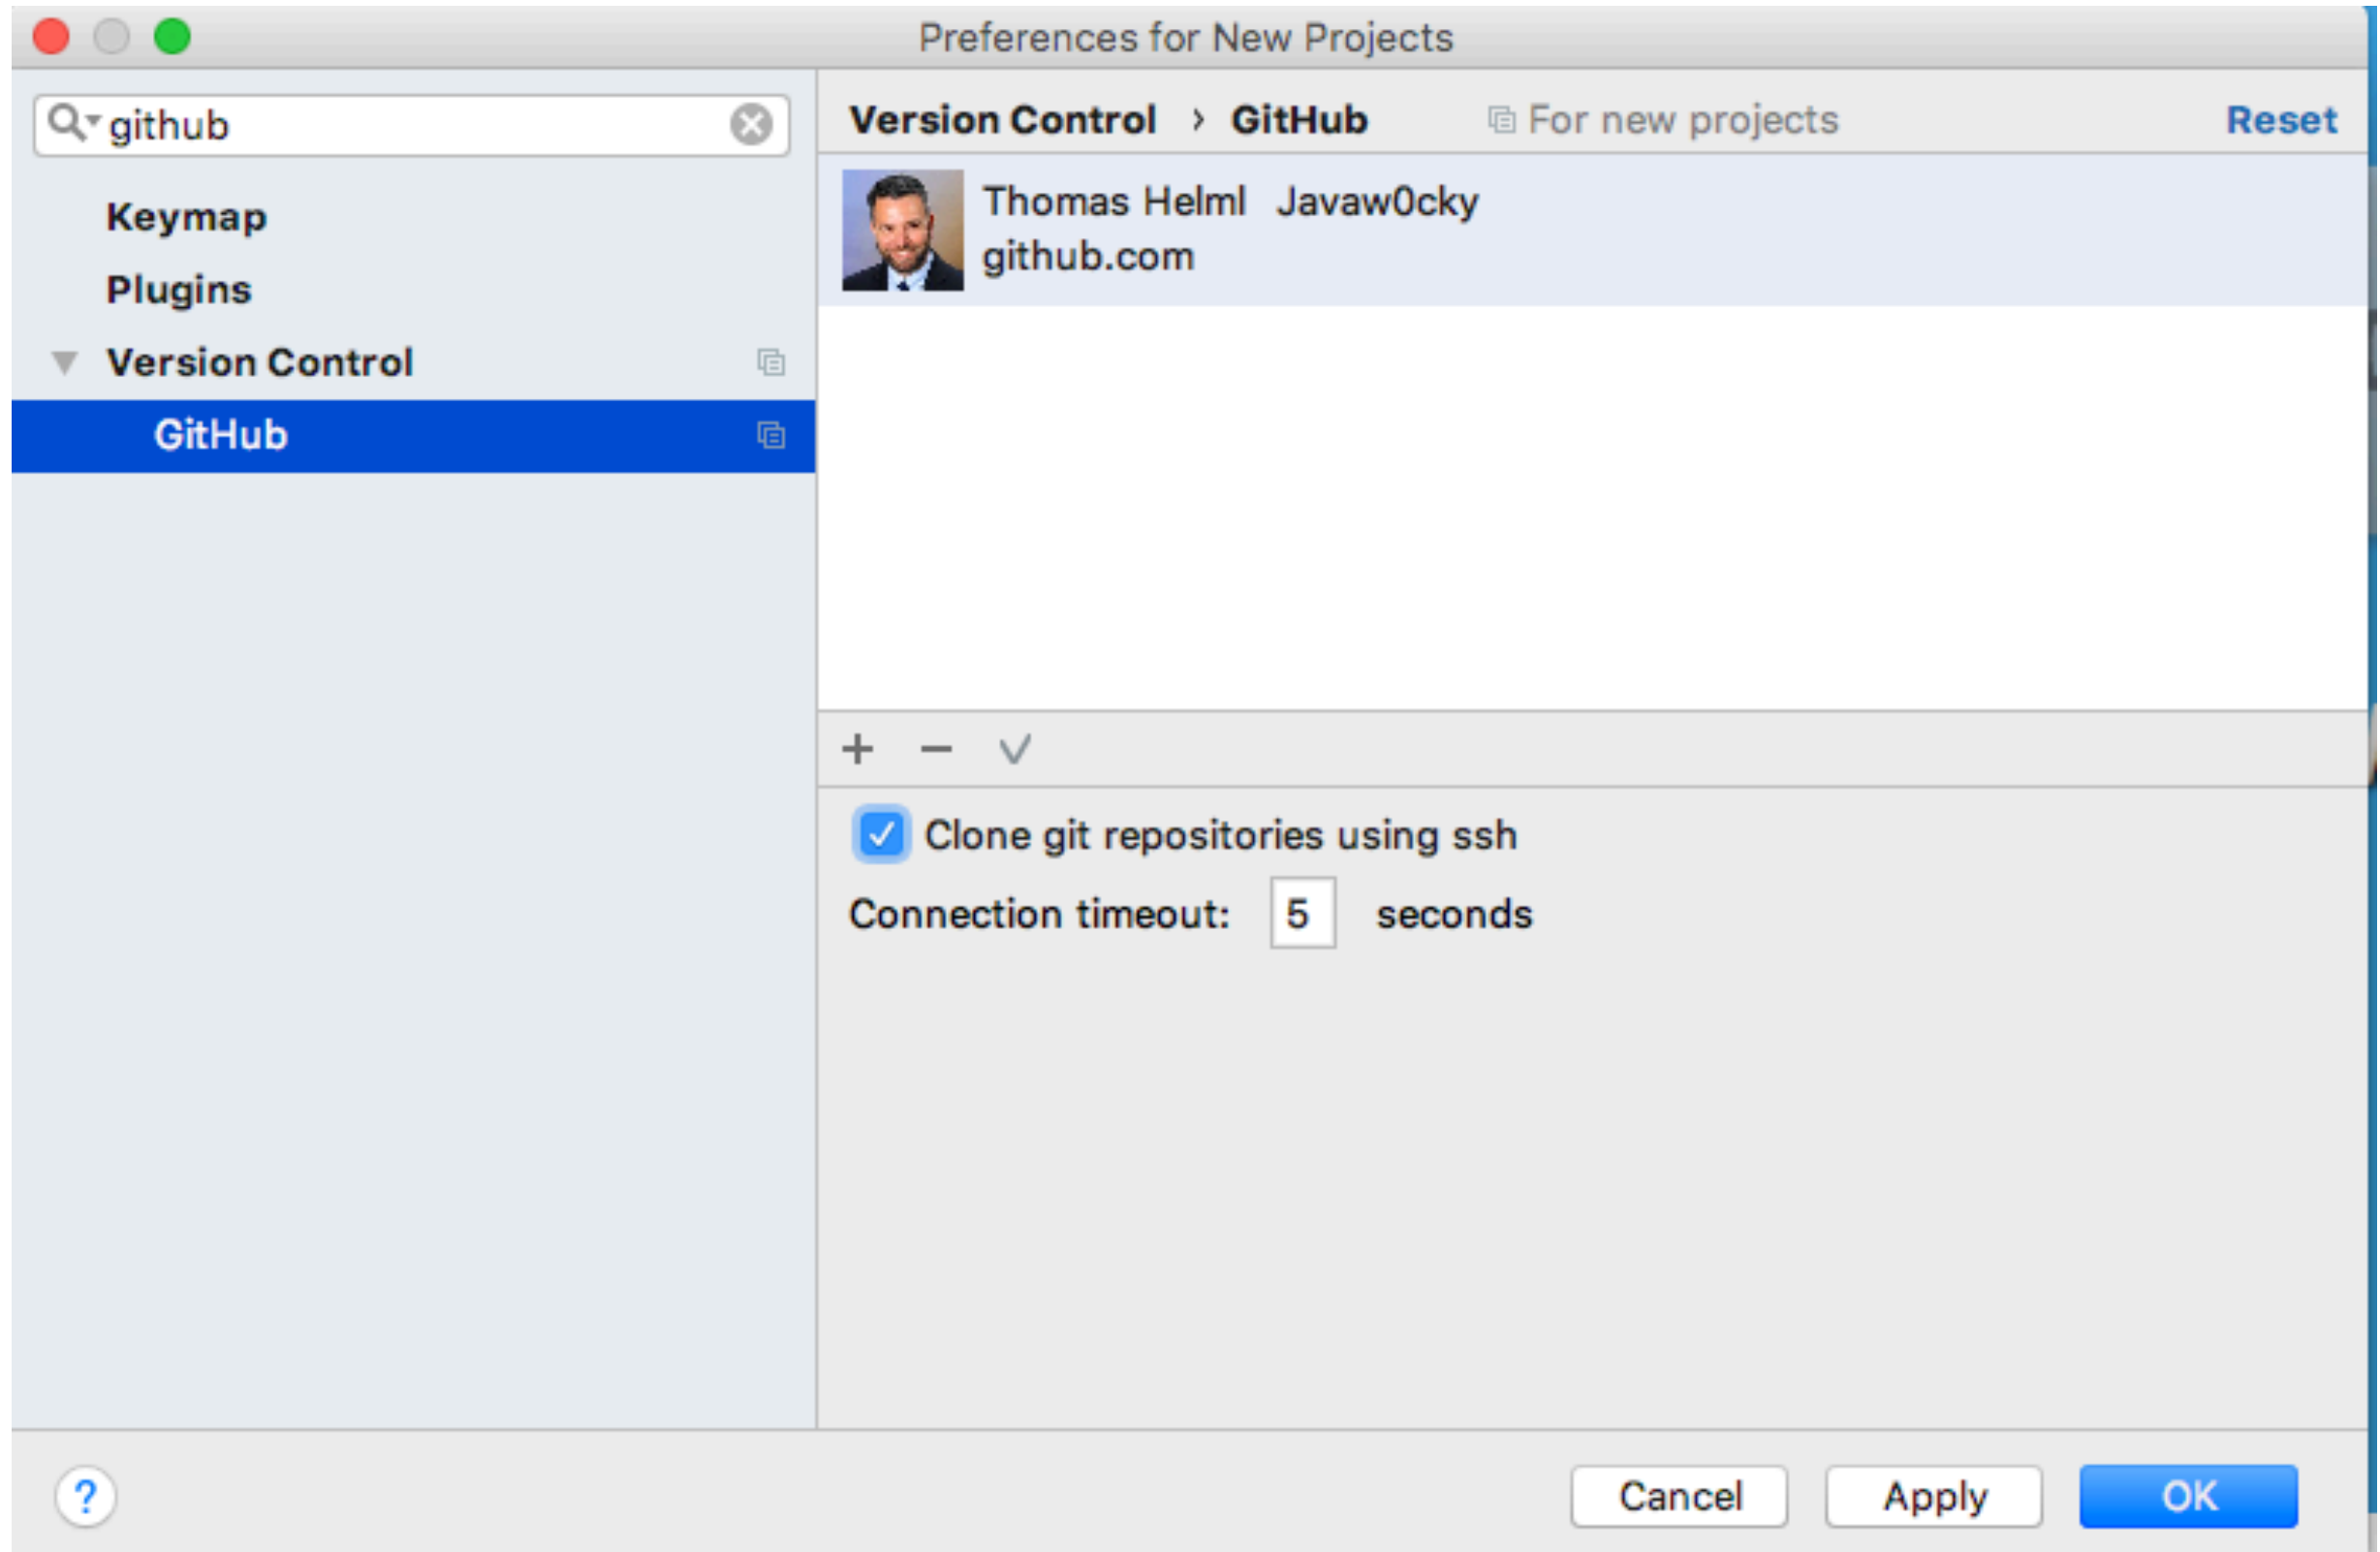 Preferences for New Projects
github
Keymap
Plugins
Version Control
GitHub
Version Control › GitHub For new projects Reset
Thomas Helml Javaw0cky
github.com
Clone git repositories using ssh
Connection timeout: 5 seconds
? Cancel Apply OK